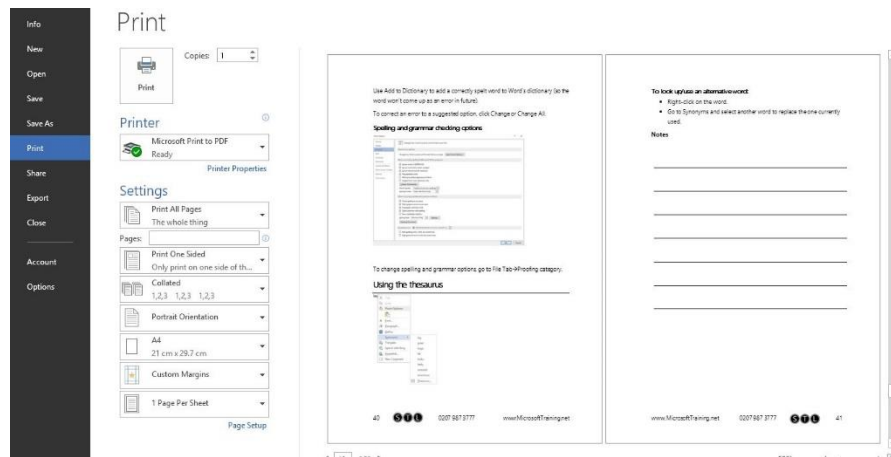 Info
New
Open
Save
Save As
Print
Share
Export
Close
Account
Options
Print
Print
Copies: 1
Printer
Microsoft Print to PDF
Ready
Printer Properties
Settings
Print All Pages
The whole thing
Pages:
Print One Sided
Only print on one side of th...
Collated
1,2,3 1,2,3 1,2,3
Portrait Orientation
A4
21 cm x 29.7 cm
Custom Margins
1 Page Per Sheet
Page Setup
Use Add to Dictionary to add a correctly spelt word to Word's dictionary (so the
word won't come up as an error in future).
To correct an error to a suggested option, click Change or Change All.
Spelling and grammar checking options
To change spelling and grammar options, go to File Tab→Proofing category.
Using the thesaurus
40 STL 0207 987 3777 www.MicrosoftTraining.net
To look up/use an alternative word:
• Right-click on the word.
• Go to Synonyms and select another word to replace the one currently
used.
Notes
www.MicrosoftTraining.net 0207 987 3777 STL 41